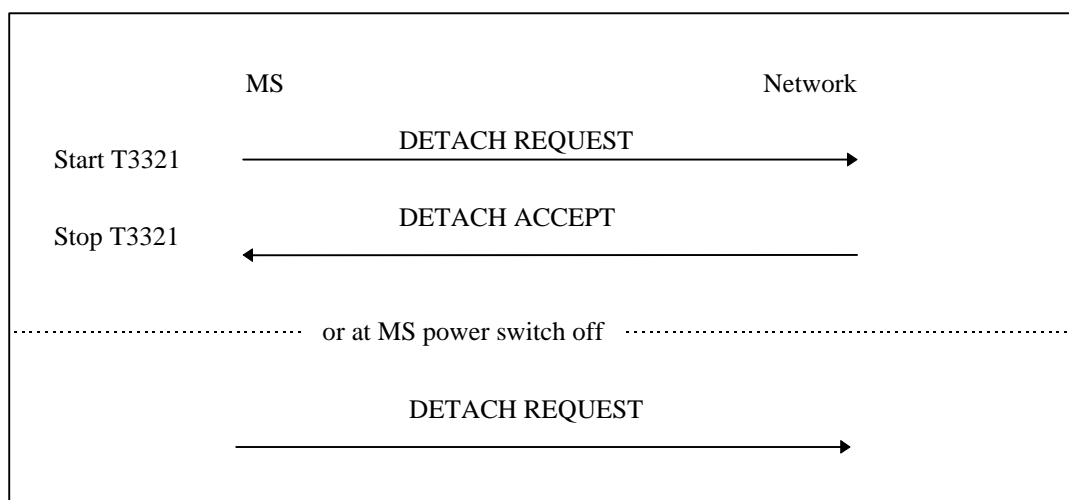 MS Network
DETACH REQUEST
Start T3321
DETACH ACCEPT
Stop T3321
or at MS power switch off
DETACH REQUEST